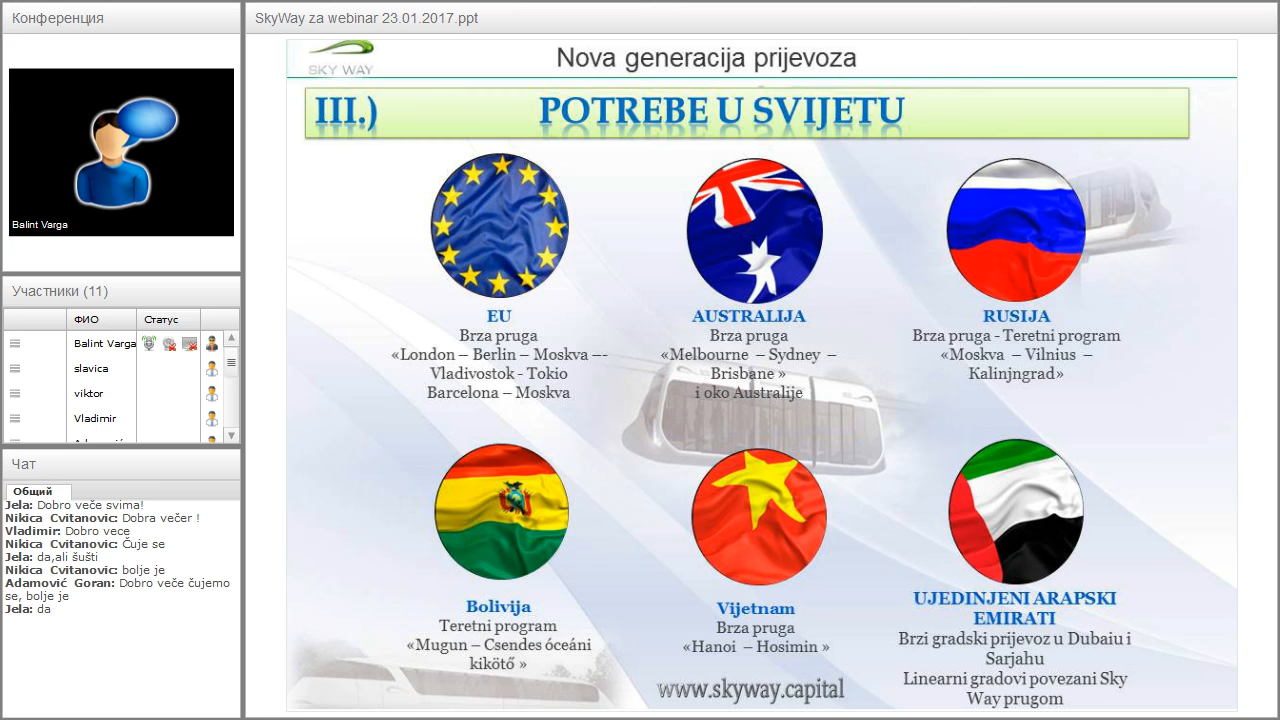 Конференция
Balint Varga
Участники (11)
ФИО
Статус
Balint Varga
slavica
viktor
Vladimir
Чат
Общий
Jela: Dobro veče svima!
Nikica Cvitanovic: Dobra večer !
Vladimir: Dobro vece
Nikica Cvitanovic: Čuje se
Jela: da,ali šušti
Nikica Cvitanovic: bolje je
Adamović Goran: Dobro veče čujemo
se, bolje je
Jela: da
SkyWay za webinar 23.01.2017.ppt
SKY WAY
Nova generacija prijevoza
III.) POTREBE U SVIJETU
EU
Brza pruga
«London – Berlin – Moskva –-
Vladivostok - Tokio
Barcelona – Moskva
AUSTRALIJA
Brza pruga
«Melbourne – Sydney –
Brisbane »
i oko Australije
RUSIJA
Brza pruga - Teretni program
«Moskva – Vilnius –
Kalinjngrad»
Bolivija
Teretni program
«Mugun – Csendes óceáni
kikötő »
Vijetnam
Brza pruga
«Hanoi – Hosimin »
UJEDINJENI ARAPSKI
EMIRATI
Brzi gradski prijevoz u Dubaiu i
Sarjahu
Linearni gradovi povezani Sky
Way prugom
www.skyway.capital